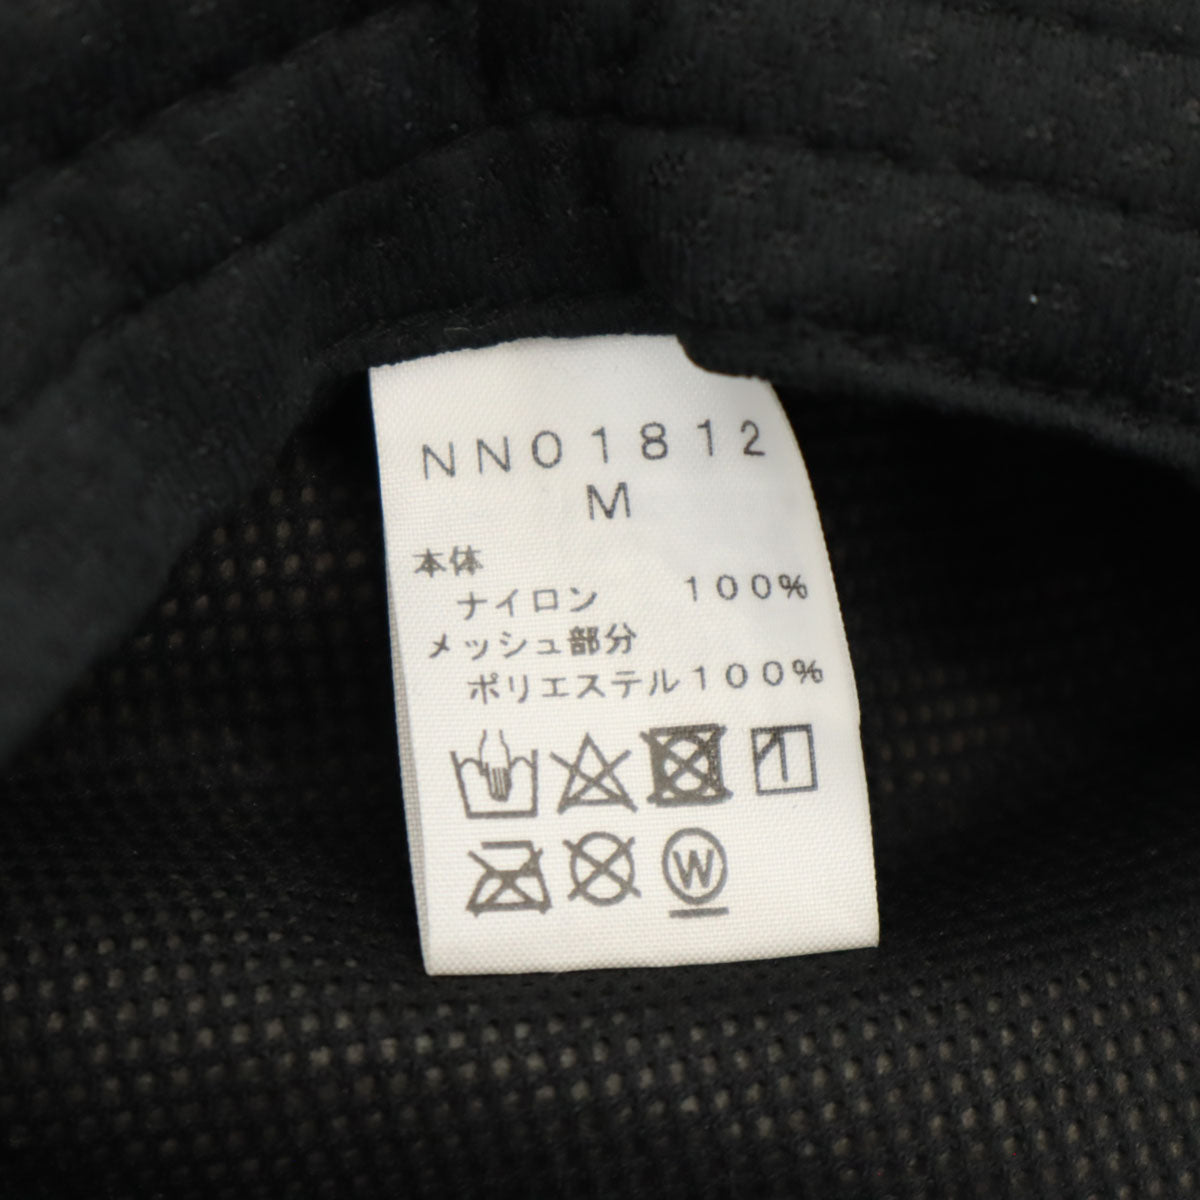 NN01812
M
本体
ナイロン 100%
メッシュ部分
ポリエステル100%
W